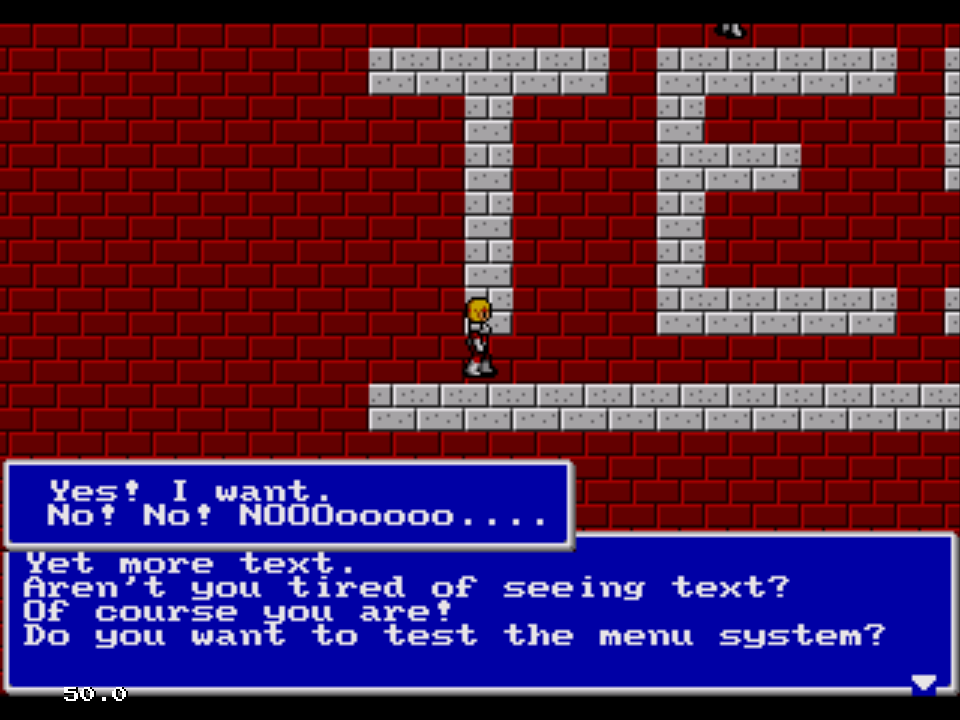 TE
Yes! I want.
No! No! NOOOooooo....
Yet more text.
Aren't you tired of seeing text?
Of course you are!
Do you want to test the menu system?
50.0